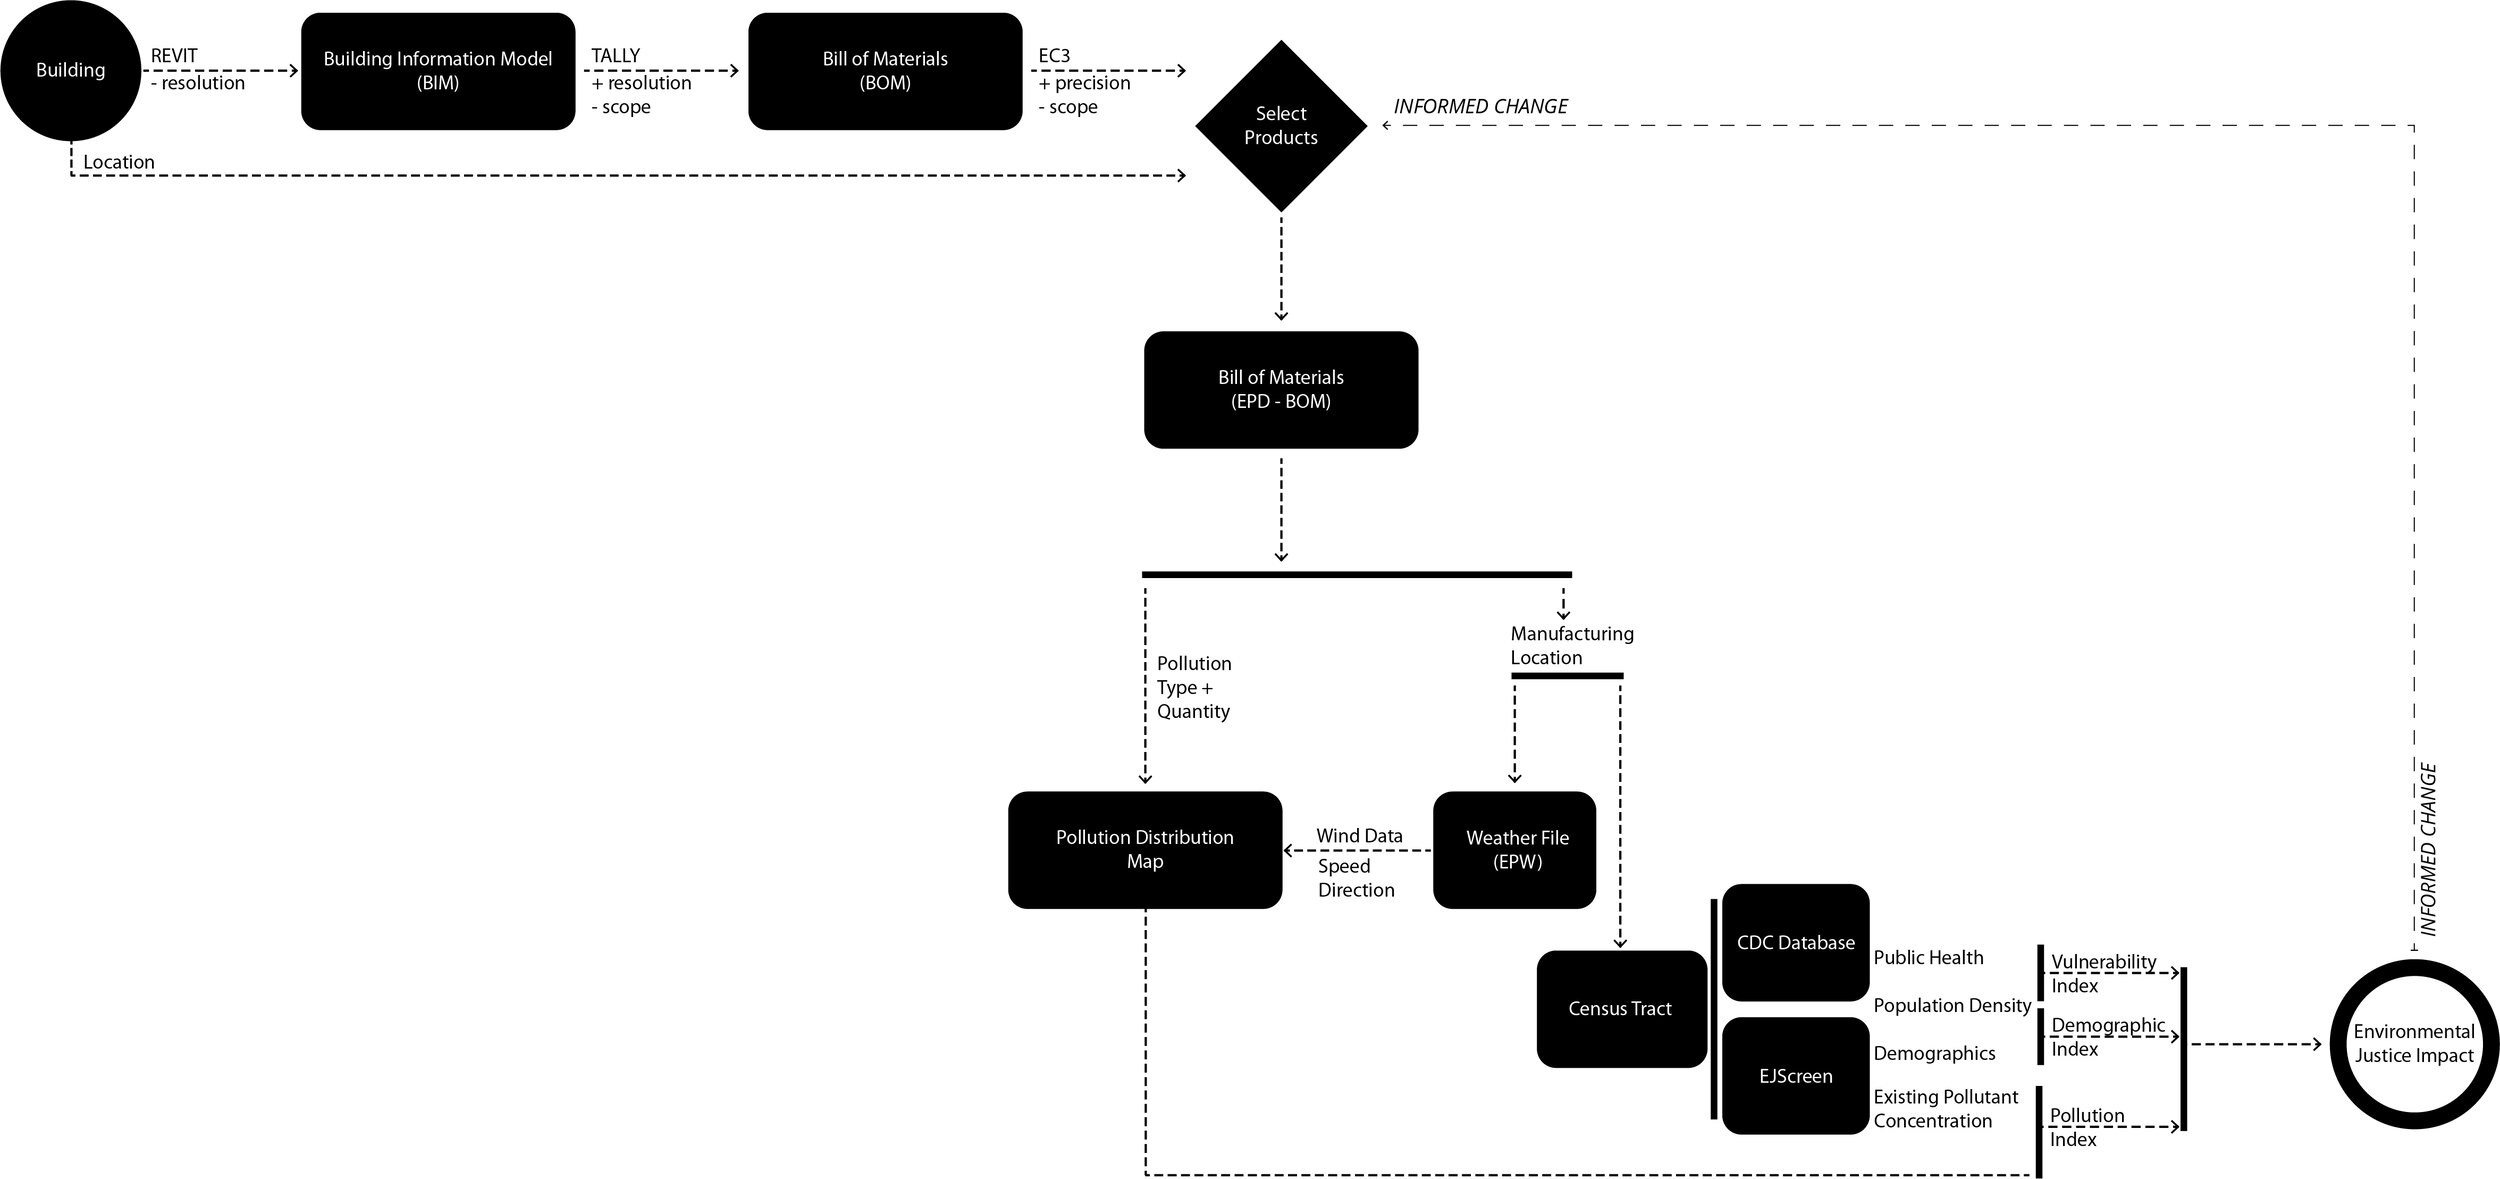 Building
REVIT
- resolution
Building Information Model
(BIM)
TALLY
+ resolution
- scope
Bill of Materials
(BOM)
EC3
+ precision
- scope
Select
Products
INFORMED CHANGE
Location
Bill of Materials
(EPD - BOM)
Manufacturing
Location
Pollution
Type +
Quantity
Pollution Distribution
Map
Wind Data
Speed
Direction
Weather File
(EPW)
INFORMED CHANGE
Census Tract
CDC Database
EJScreen
Public Health
Population Density
Demographics
Existing Pollutant
Concentration
Vulnerability
Index
Demographic
Index
Pollution
Index
Environmental
Justice Impact